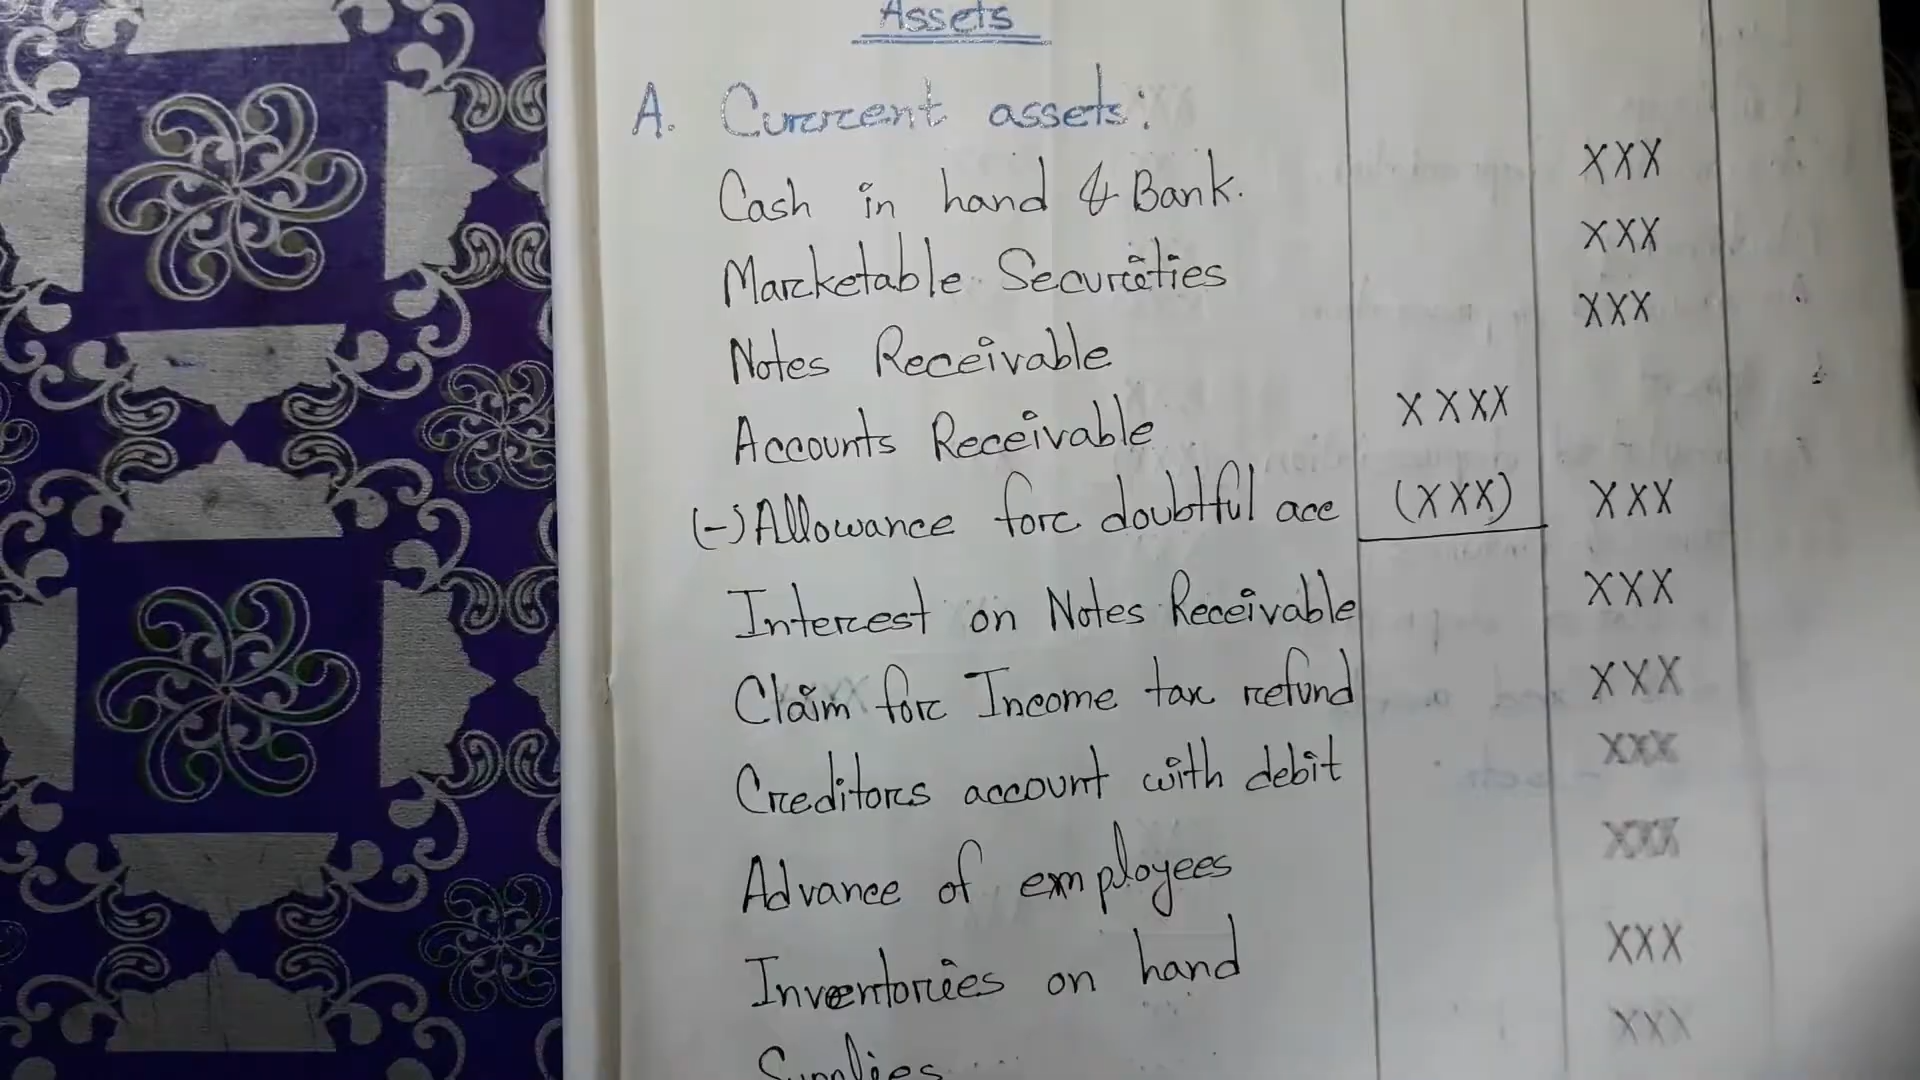 Assets
A. Current assets:
Cash in hand & Bank. XXX
Marketable Securities XXX
Notes Receivable XXX
Accounts Receivable XXXX
(-) Allowance for doubtful acc (XXX) XXX
Interest on Notes Receivable XXX
Claim for Income tax refund XXX
Creditors account with debit XXX
Advance of employees XXX
Inventories on hand XXX
Supplies XXX